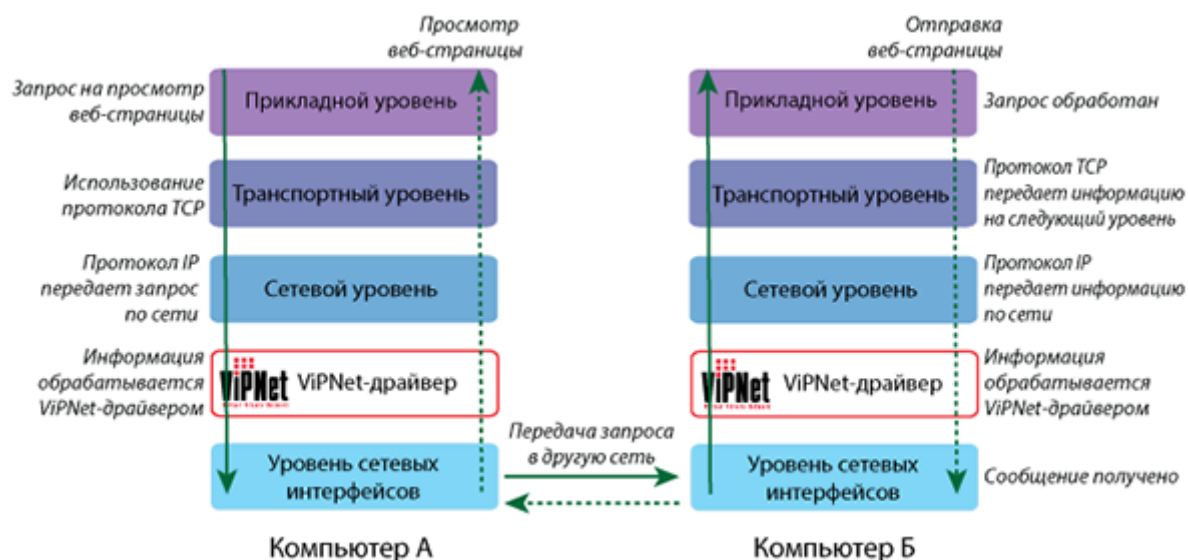 Просмотр
веб-страницы
Отправка
веб-страницы
Запрос на просмотр
веб-страницы
Прикладной уровень
Прикладной уровень
Запрос обработан
Использование
протокола TCP
Транспортный уровень
Транспортный уровень
Протокол TCP
передает информацию
на следующий уровень
Протокол IP
передает запрос
по сети
Сетевой уровень
Сетевой уровень
Протокол IP
передает информацию
по сети
Информация
обрабатывается
ViPNet-драйвером
ViPNet
ViPNet-драйвер
ViPNet
ViPNet-драйвер
Информация
обрабатывается
ViPNet-драйвером
Уровень сетевых
интерфейсов
Передача запроса
в другую сеть
Уровень сетевых
интерфейсов
Сообщение получено
Компьютер А
Компьютер Б